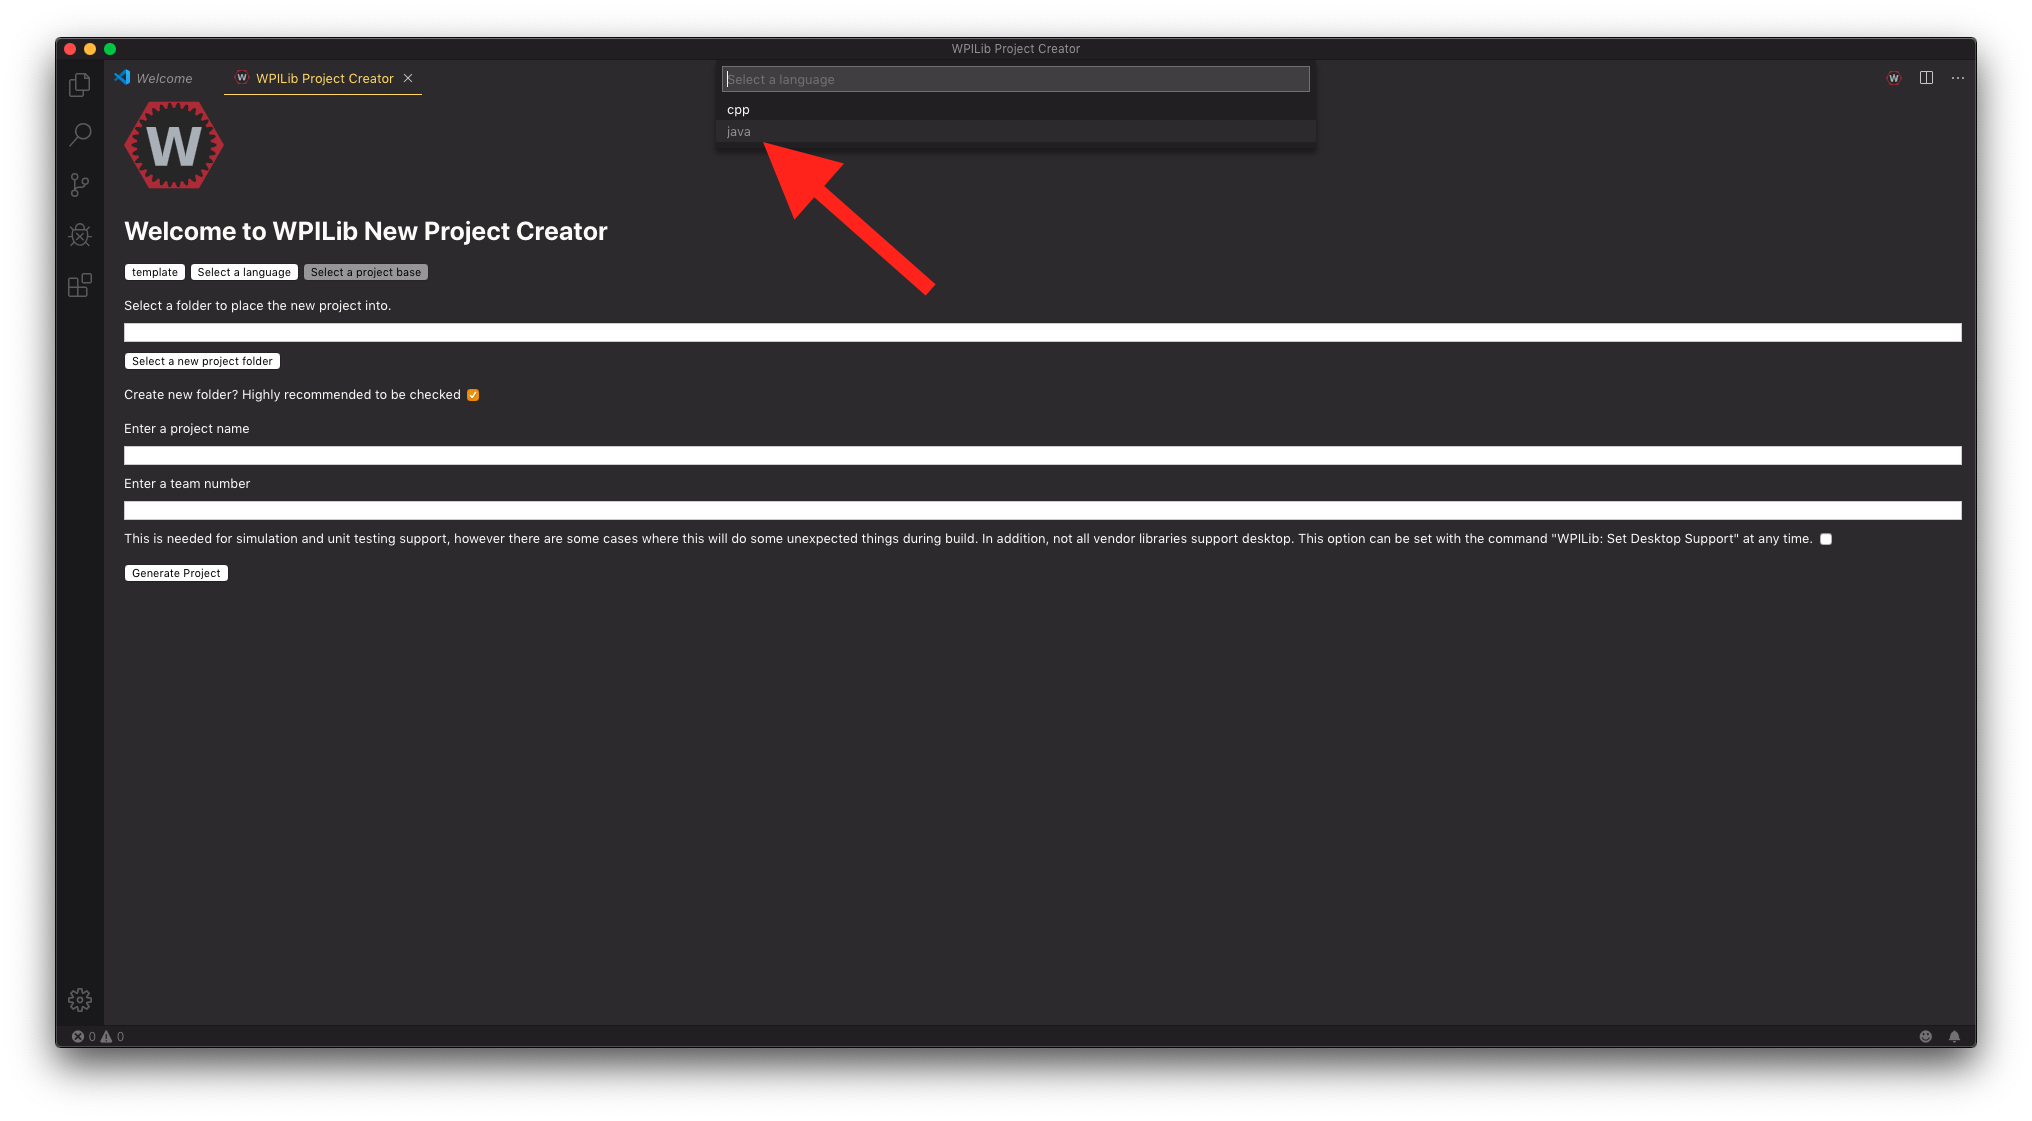 WPILib Project Creator
Welcome
W WPILib Project Creator
Select a language
W
cpp
java
W
Welcome to WPILib New Project Creator
template Select a language Select a project base
Select a folder to place the new project into.
Select a new project folder
Create new folder? Highly recommended to be checked
Enter a project name
Enter a team number
This is needed for simulation and unit testing support, however there are some cases where this will do some unexpected things during build. In addition, not all vendor libraries support desktop. This option can be set with the command "WPILib: Set Desktop Support" at any time.
Generate Project
0 0